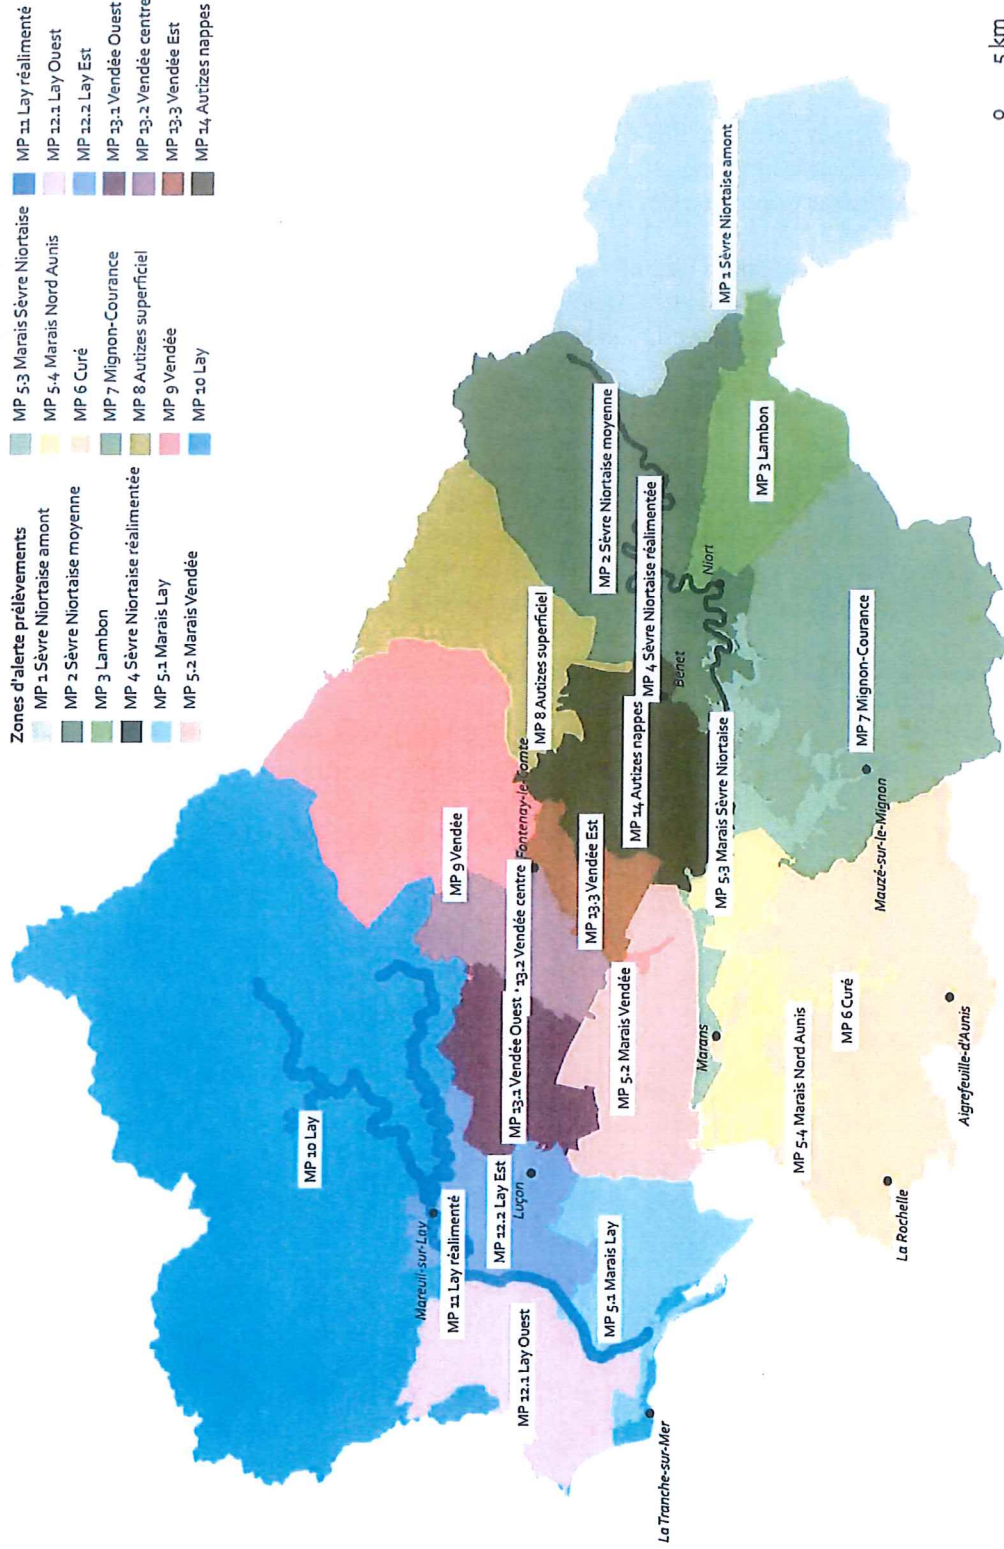 Zones d'alerte prélèvements
MP 1 Sèvre Niortaise amont
MP 2 Sèvre Niortaise moyenne
MP 3 Lambon
MP 4 Sèvre Niortaise réalimentée
MP 5.1 Marais Lay
MP 5.2 Marais Vendée
MP 5.3 Marais Sèvre Niortaise
MP 5.4 Marais Nord Aunis
MP 6 Curé
MP 7 Mignon-Courance
MP 8 Autizes superficiel
MP 9 Vendée
MP 10 Lay
MP 11 Lay réalimenté
MP 12.1 Lay Ouest
MP 12.2 Lay Est
MP 13.1 Vendée Ouest
MP 13.2 Vendée centre
MP 13.3 Vendée Est
MP 14 Autizes nappes
MP 10 Lay
Mareuil-sur-Lay
MP 11 Lay réalimenté
MP 9 Vendée
MP 12.2 Lay Est
Luçon
MP 12.1 Lay Ouest
MP 13.1 Vendée Ouest
13.2 Vendée centre
Fontenay-le-Comte
MP 8 Autizes superficiel
MP 13.3 Vendée Est
MP 5.1 Marais Lay
MP 5.2 Marais Vendée
MP 14 Autizes nappes
MP 4 Sèvre Niortaise réalimentée
MP 2 Sèvre Niortaise moyenne
Benet
La Tranche-sur-Mer
Marans
MP 5.3 Marais Sèvre Niortaise
Niort
MP 1 Sèvre Niortaise amont
MP 3 Lambon
MP 5.4 Marais Nord Aunis
MP 6 Curé
MP 7 Mignon-Courance
Mauzé-sur-le-Mignon
La Rochelle
Aigrefeuille-d'Aunis
0 5 km